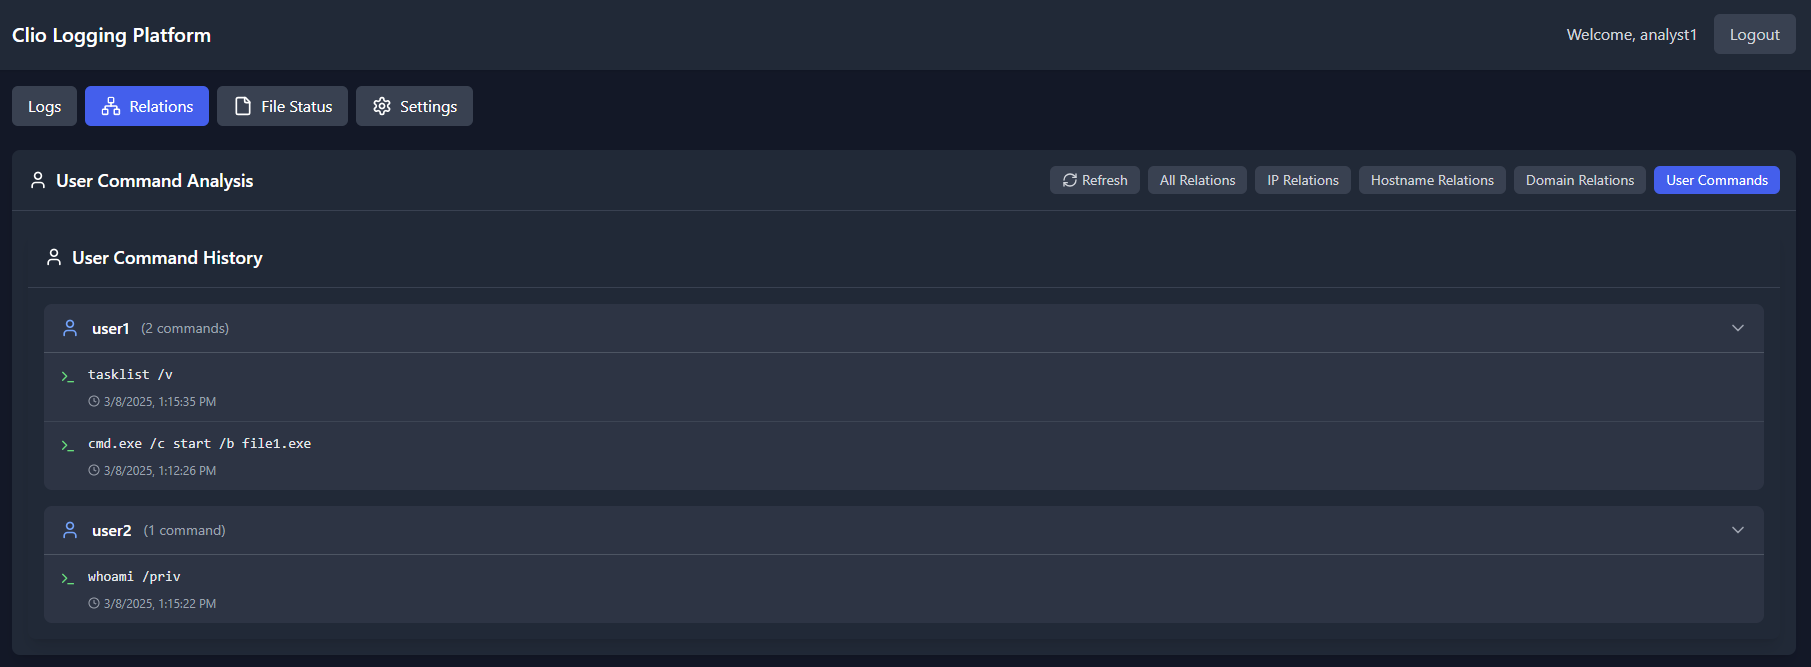 Clio Logging Platform
Welcome, analyst1
Logout
Logs
Relations
File Status
Settings
User Command Analysis
Refresh
All Relations
IP Relations
Hostname Relations
Domain Relations
User Commands
User Command History
user1 (2 commands)
tasklist /v
3/8/2025, 1:15:35 PM
cmd.exe /c start /b file1.exe
3/8/2025, 1:12:26 PM
user2 (1 command)
whoami /priv
3/8/2025, 1:15:22 PM